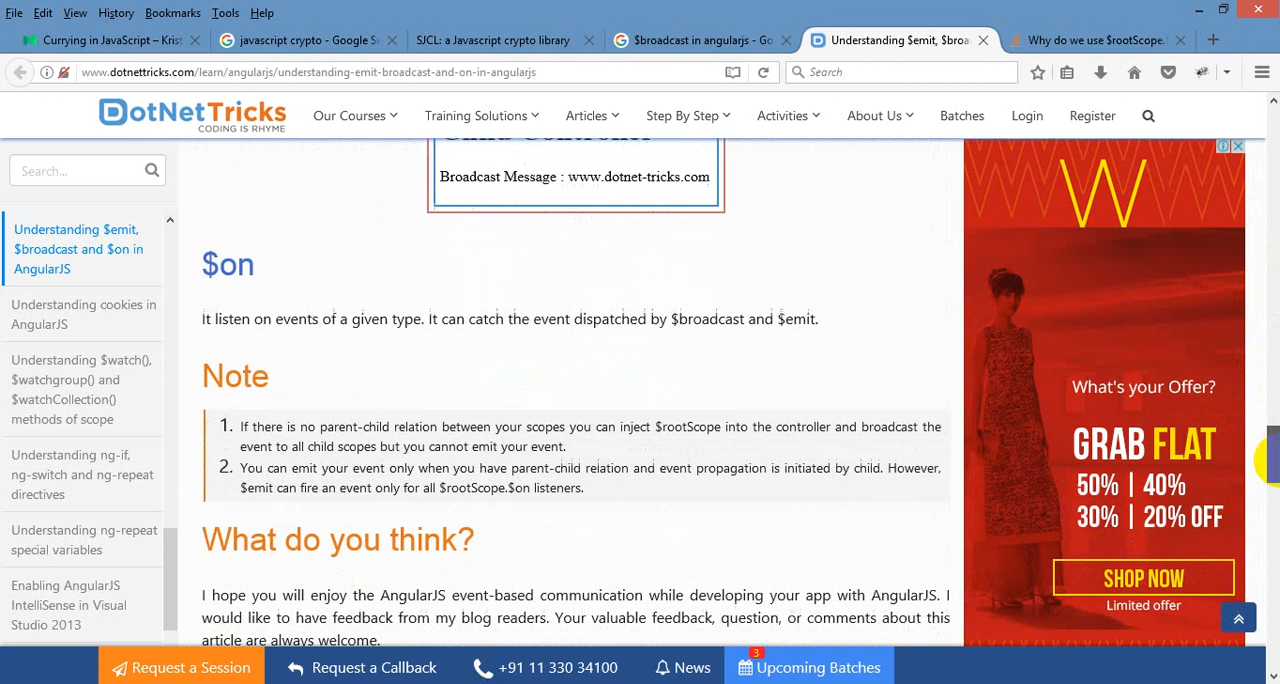 File Edit View History Bookmarks Tools Help
Currying in JavaScript – Krist
javascript crypto - Google Se
SJCL: a Javascript crypto library
$broadcast in angularjs - Go
Understanding $emit, $broa
Why do we use $rootScope.
www.dotnettricks.com/learn/angularjs/understanding-emit-broadcast-and-on-in-angularjs
Search
DotNetTricks
CODING IS RHYME
Our Courses Training Solutions Articles Step By Step Activities About Us Batches Login Register
Search...
Understanding $emit,
$broadcast and $on in
AngularJS
Understanding cookies in
AngularJS
Understanding $watch(),
$watchgroup() and
$watchCollection()
methods of scope
Understanding ng-if,
ng-switch and ng-repeat
directives
Understanding ng-repeat
special variables
Enabling AngularJS
IntelliSense in Visual
Studio 2013
Child Controller
Broadcast Message : www.dotnet-tricks.com
$on
It listen on events of a given type. It can catch the event dispatched by $broadcast and $emit.
Note
1. If there is no parent-child relation between your scopes you can inject $rootScope into the controller and broadcast the
event to all child scopes but you cannot emit your event.
2. You can emit your event only when you have parent-child relation and event propagation is initiated by child. However,
$emit can fire an event only for all $rootScope.$on listeners.
What do you think?
I hope you will enjoy the AngularJS event-based communication while developing your app with AngularJS. I
would like to have feedback from my blog readers. Your valuable feedback, question, or comments about this
article are always welcome.
W
What's your Offer?
GRAB FLAT
50% | 40%
30% | 20% OFF
SHOP NOW
Limited offer
Request a Session Request a Callback +91 11 330 34100 News 3 Upcoming Batches